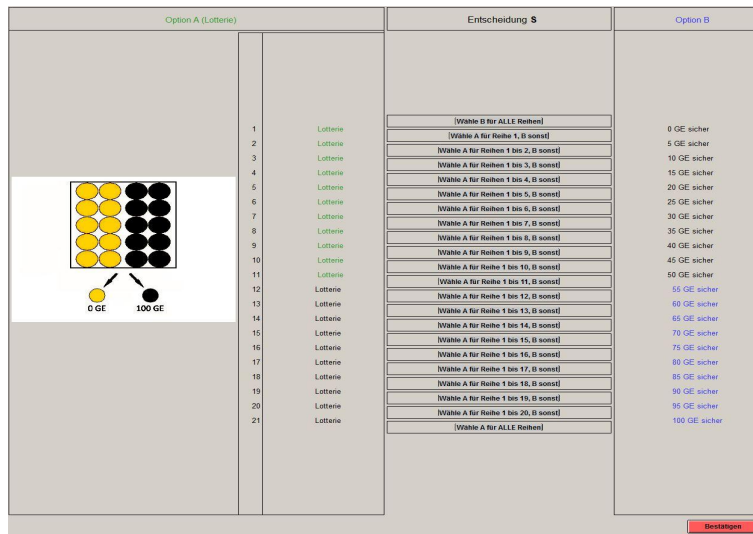 Option A (Lotterie)
Entscheidung S
Option B
[Wähle B für ALLE Reihen]
1 Lotterie 0 GE sicher
[Wähle A für Reihe 1, B sonst]
2 Lotterie 5 GE sicher
[Wähle A für Reihen 1 bis 2, B sonst]
3 Lotterie 10 GE sicher
[Wähle A für Reihen 1 bis 3, B sonst]
4 Lotterie 15 GE sicher
[Wähle A für Reihen 1 bis 4, B sonst]
5 Lotterie 20 GE sicher
[Wähle A für Reihen 1 bis 5, B sonst]
6 Lotterie 25 GE sicher
[Wähle A für Reihen 1 bis 6, B sonst]
7 Lotterie 30 GE sicher
[Wähle A für Reihen 1 bis 7, B sonst]
8 Lotterie 35 GE sicher
[Wähle A für Reihen 1 bis 8, B sonst]
9 Lotterie 40 GE sicher
[Wähle A für Reihen 1 bis 9, B sonst]
10 Lotterie 45 GE sicher
[Wähle A für Reihe 1 bis 10, B sonst]
11 Lotterie 50 GE sicher
[Wähle A für Reihe 1 bis 11, B sonst]
12 Lotterie 55 GE sicher
[Wähle A für Reihe 1 bis 12, B sonst]
13 Lotterie 60 GE sicher
[Wähle A für Reihe 1 bis 13, B sonst]
14 Lotterie 65 GE sicher
[Wähle A für Reihe 1 bis 14, B sonst]
15 Lotterie 70 GE sicher
[Wähle A für Reihe 1 bis 15, B sonst]
16 Lotterie 75 GE sicher
[Wähle A für Reihe 1 bis 16, B sonst]
17 Lotterie 80 GE sicher
[Wähle A für Reihe 1 bis 17, B sonst]
18 Lotterie 85 GE sicher
[Wähle A für Reihe 1 bis 18, B sonst]
19 Lotterie 90 GE sicher
[Wähle A für Reihe 1 bis 19, B sonst]
20 Lotterie 95 GE sicher
[Wähle A für Reihe 1 bis 20, B sonst]
21 Lotterie 100 GE sicher
[Wähle A für ALLE Reihen]
0 GE 100 GE
Bestätigen